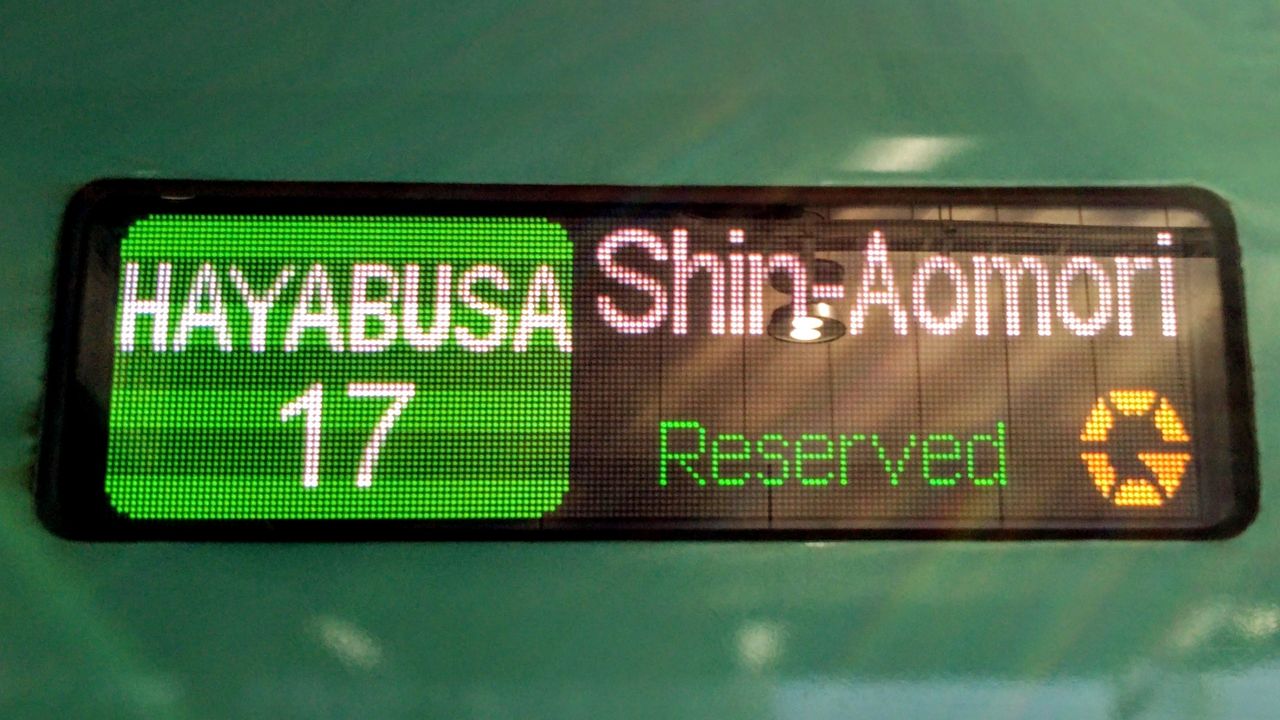 HAYABUSA
17
Shin-Aomori
Reserved